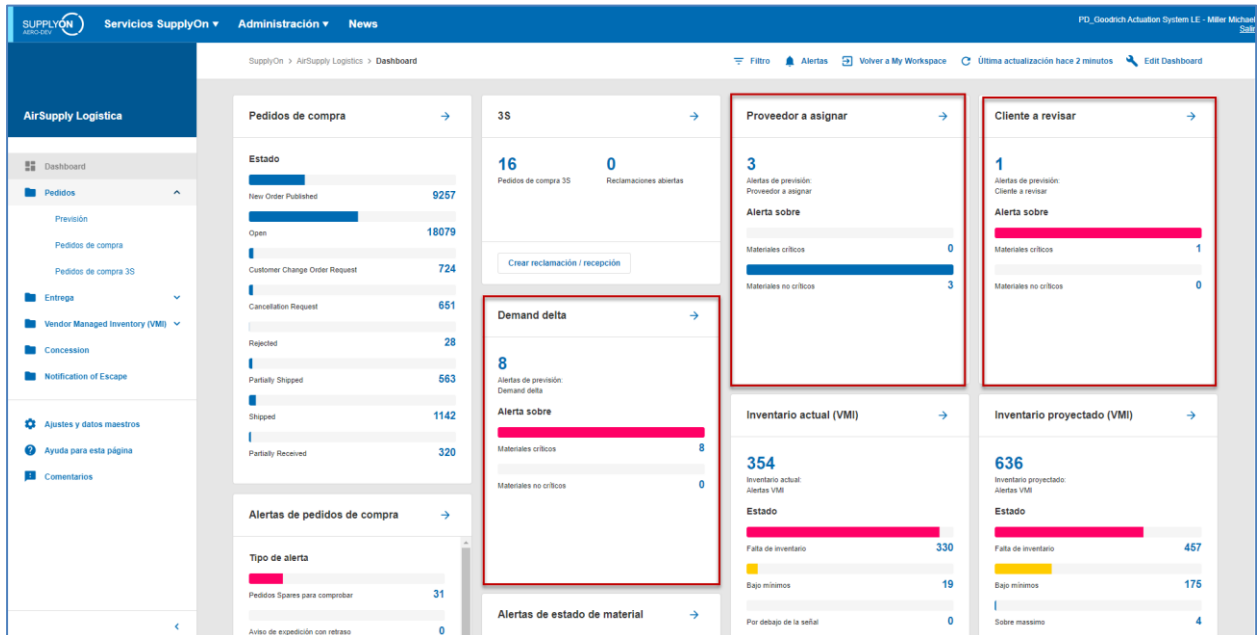 SUPPLYON
AERO-DEV
Servicios SupplyOn
Administración
News
PD_Goodrich Actuation System LE - Miller Michael
Salir
SupplyOn > AirSupply Logistics > Dashboard
Filtro
Alertas
Volver a My Workspace
Última actualización hace 2 minutos
Edit Dashboard
AirSupply Logística
Dashboard
Pedidos
Previsión
Pedidos de compra
Pedidos de compra 3S
Entrega
Vendor Managed Inventory (VMI)
Concession
Notification of Escape
Ajustes y datos maestros
Ayuda para esta página
Comentarios
Pedidos de compra
Estado
New Order Published 9257
Open 18079
Customer Change Order Request 724
Cancellation Request 651
Rejected 28
Partially Shipped 563
Shipped 1142
Partially Received 320
Alertas de pedidos de compra
Tipo de alerta
Pedidos Spares para comprobar 31
Aviso de expedición con retraso 0
3S
16 0
Pedidos de compra 3S Reclamaciones abiertas
Crear reclamación / recepción
Demand delta
8
Alertas de previsión:
Demand delta
Alerta sobre
Materiales críticos 8
Materiales no críticos 0
Alertas de estado de material
Proveedor a asignar
3
Alertas de previsión:
Proveedor a asignar
Alerta sobre
Materiales críticos 0
Materiales no críticos 3
Inventario actual (VMI)
354
Inventario actual:
Alertas VMI
Estado
Falta de inventario 330
Bajo mínimos 19
Por debajo de la señal 0
Cliente a revisar
1
Alertas de previsión:
Cliente a revisar
Alerta sobre
Materiales críticos 1
Materiales no críticos 0
Inventario proyectado (VMI)
636
Inventario proyectado:
Alertas VMI
Estado
Falta de inventario 457
Bajo mínimos 175
Sobre massimo 4